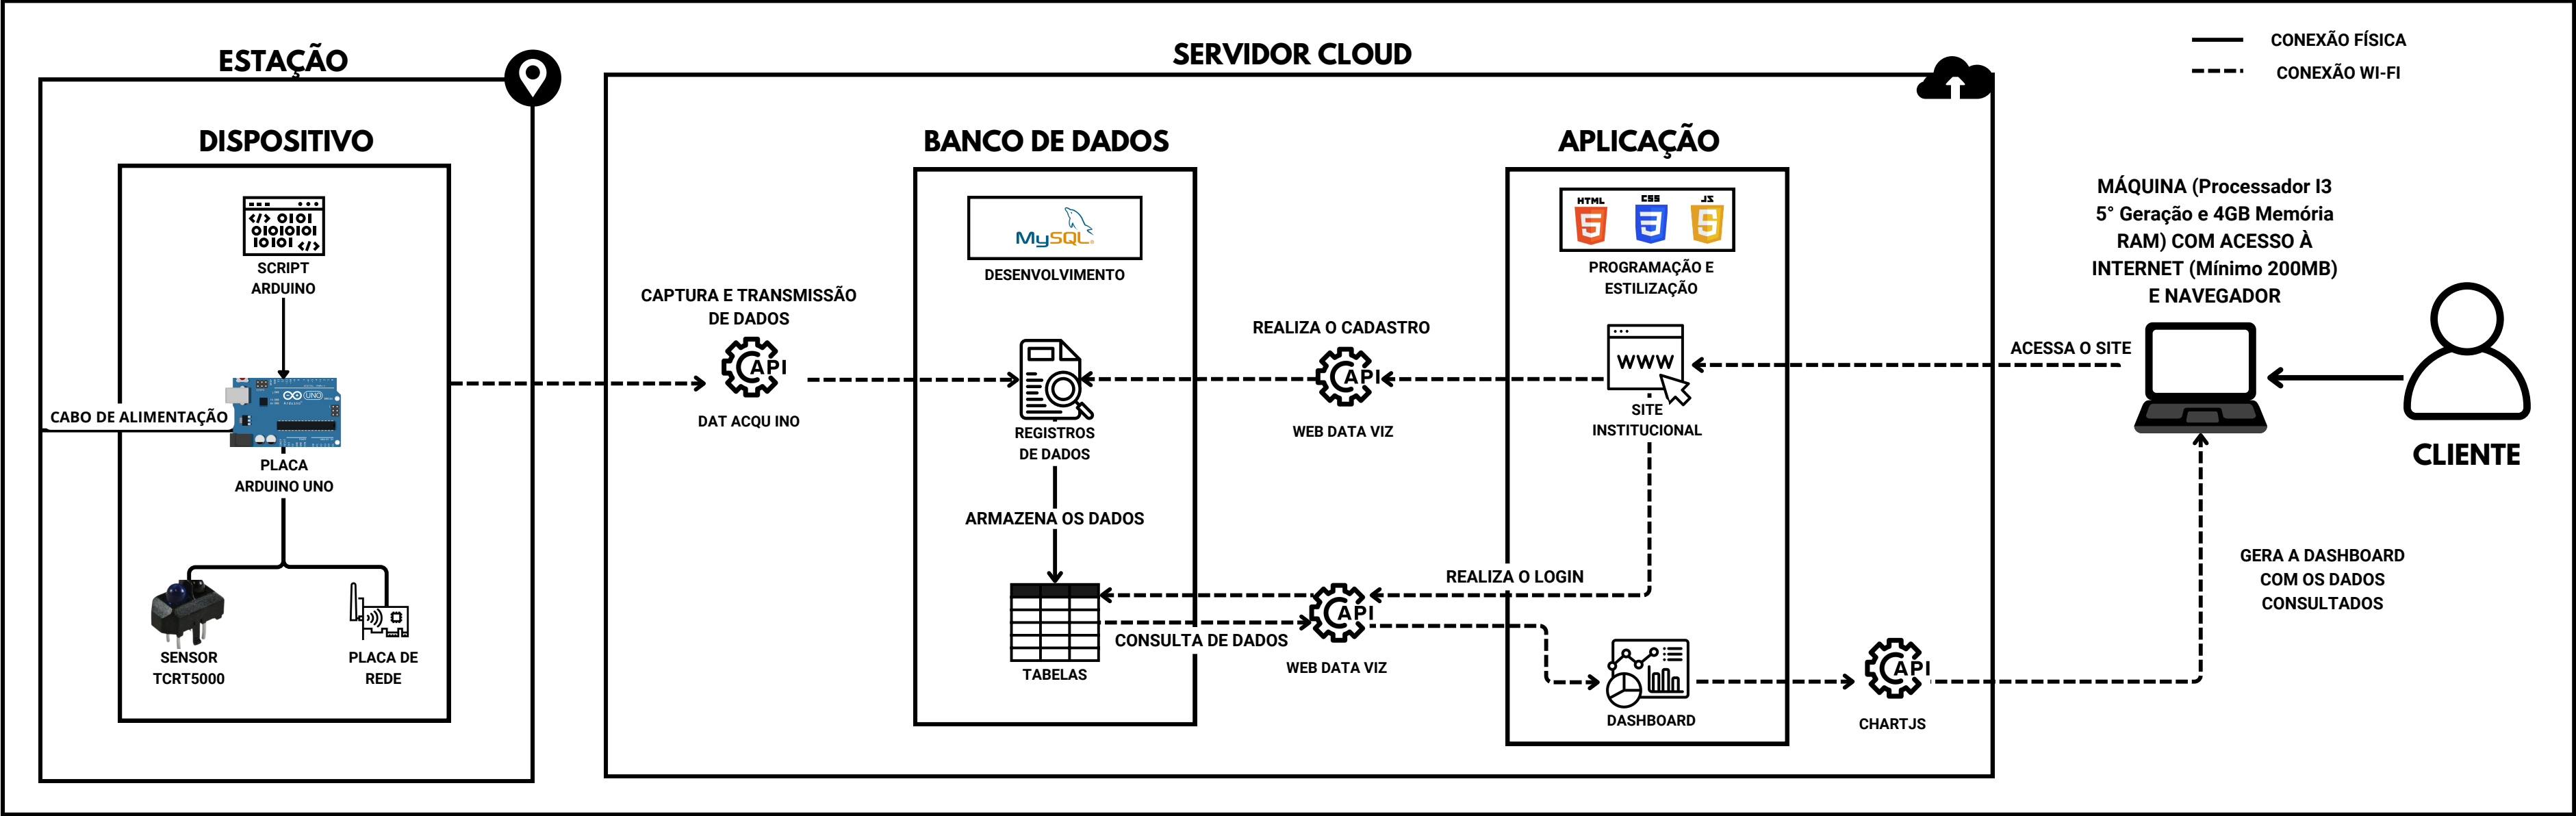 CONEXÃO FÍSICA
CONEXÃO WI-FI
ESTAÇÃO
DISPOSITIVO
SCRIPT
ARDUINO
CABO DE ALIMENTAÇÃO
UNO
PLACA
ARDUINO UNO
SENSOR
TCRT5000
PLACA DE
REDE
SERVIDOR CLOUD
CAPTURA E TRANSMISSÃO
DE DADOS
API
DAT ACQU INO
BANCO DE DADOS
MySQL
DESENVOLVIMENTO
REGISTROS
DE DADOS
ARMAZENA OS DADOS
TABELAS
CONSULTA DE DADOS
REALIZA O CADASTRO
API
WEB DATA VIZ
REALIZA O LOGIN
API
WEB DATA VIZ
APLICAÇÃO
HTML CSS JS
5 3 5
PROGRAMAÇÃO E
ESTILIZAÇÃO
WWW
SITE
INSTITUCIONAL
DASHBOARD
API
CHARTJS
ACESSA O SITE
MÁQUINA (Processador I3
5° Geração e 4GB Memória
RAM) COM ACESSO À
INTERNET (Mínimo 200MB)
E NAVEGADOR
CLIENTE
GERA A DASHBOARD
COM OS DADOS
CONSULTADOS